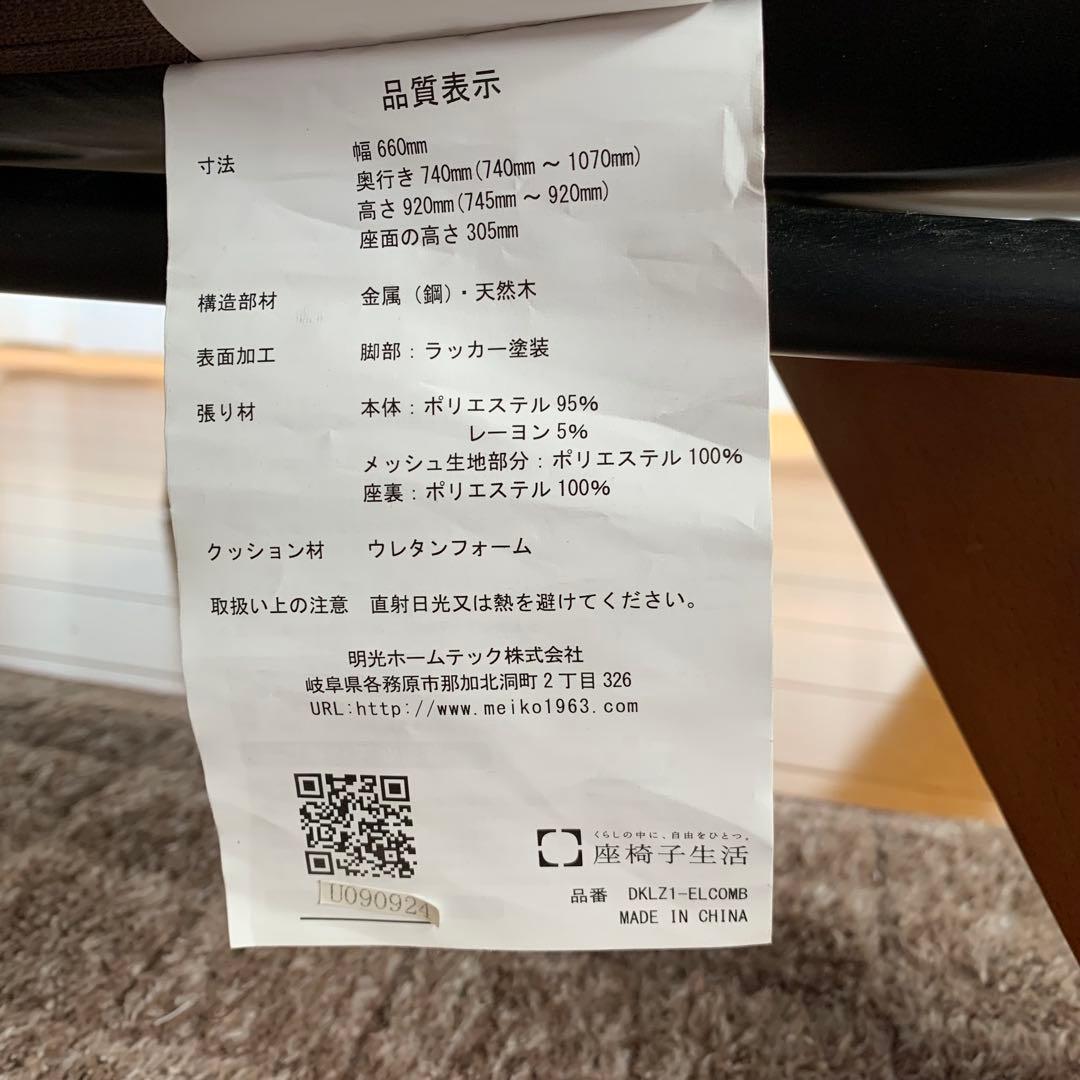 品質表示
寸法 幅 660mm
奥行き 740mm(740mm ～ 1070mm)
高さ 920mm(745mm ～ 920mm)
座面の高さ 305mm
構造部材 金属（鋼）・天然木
表面加工 脚部：ラッカー塗装
張り材 本体：ポリエステル 95%
レーヨン 5%
メッシュ生地部分：ポリエステル 100%
座裏：ポリエステル 100%
クッション材 ウレタンフォーム
取扱い上の注意 直射日光又は熱を避けてください。
明光ホームテック株式会社
岐阜県各務原市那加北洞町 2 丁目 326
URL:http://www.meiko1963.com
くらしの中に、自由をひとつ。
座椅子生活
U090924
品番 DKLZ1-ELCOMB
MADE IN CHINA